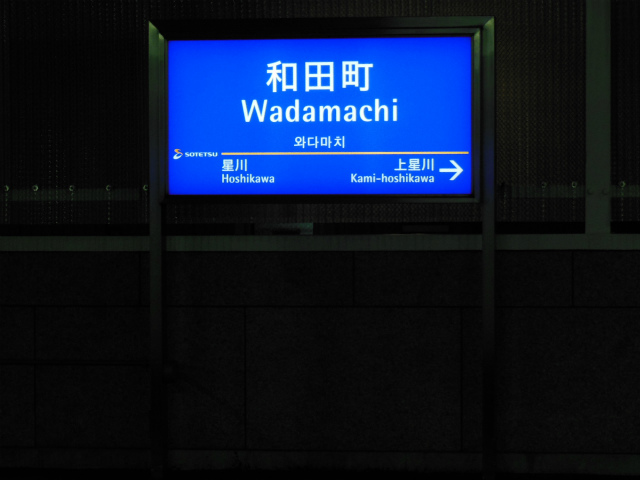 和田町
Wadamachi
와다마치
SOTETSU
星川 上星川
Hoshikawa Kami-hoshikawa